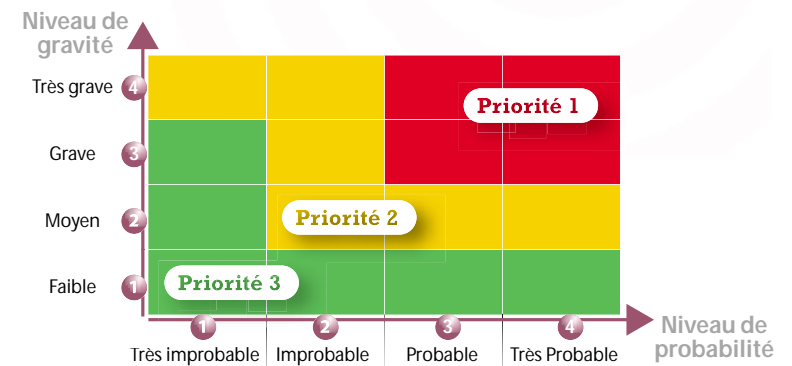 Niveau de
gravité
Très grave 4
Priorité 1
Grave 3
Moyen 2
Priorité 2
Faible 1
Priorité 3
1 2 3 4
Très improbable Improbable Probable Très Probable
Niveau de
probabilité